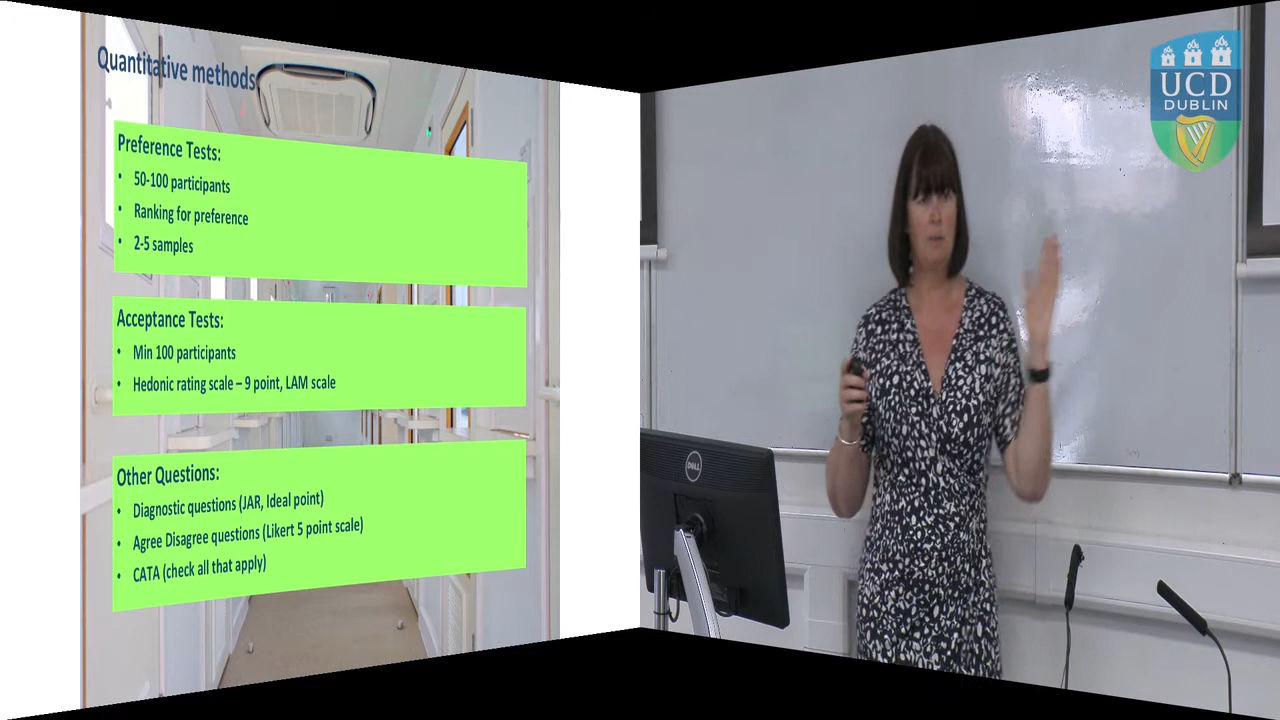 Quantitative methods
Preference Tests:
• 50-100 participants
• Ranking for preference
• 2-5 samples
Acceptance Tests:
• Min 100 participants
• Hedonic rating scale – 9 point, LAM scale
Other Questions:
• Diagnostic questions (JAR, Ideal point)
• Agree Disagree questions (Likert 5 point scale)
• CATA (check all that apply)
UCD
DUBLIN
DELL